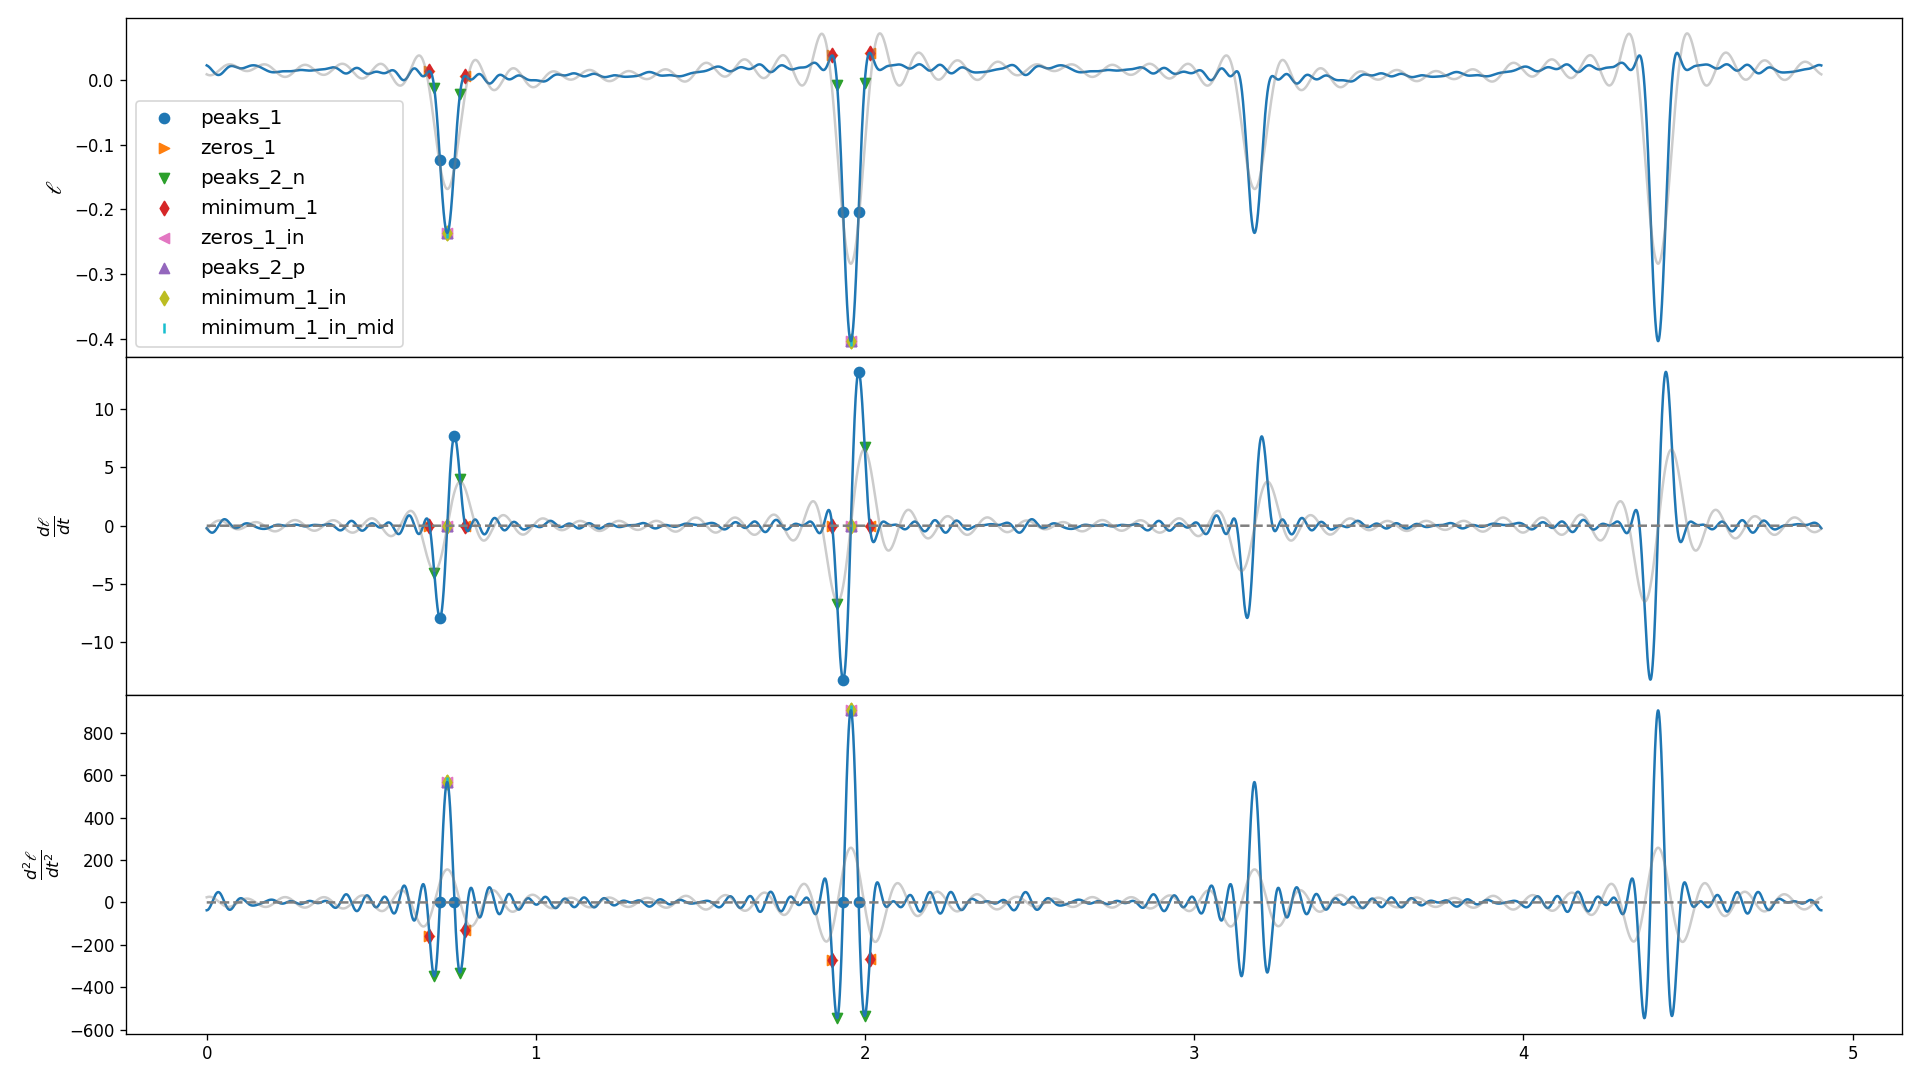 0.0
−0.1
−0.2
−0.3
−0.4
ℓ
peaks_1
zeros_1
peaks_2_n
minimum_1
zeros_1_in
peaks_2_p
minimum_1_in
minimum_1_in_mid
10
5
0
−5
−10
dℓ
dt
800
600
400
200
0
−200
−400
−600
d²ℓ
dt²
0 1 2 3 4 5